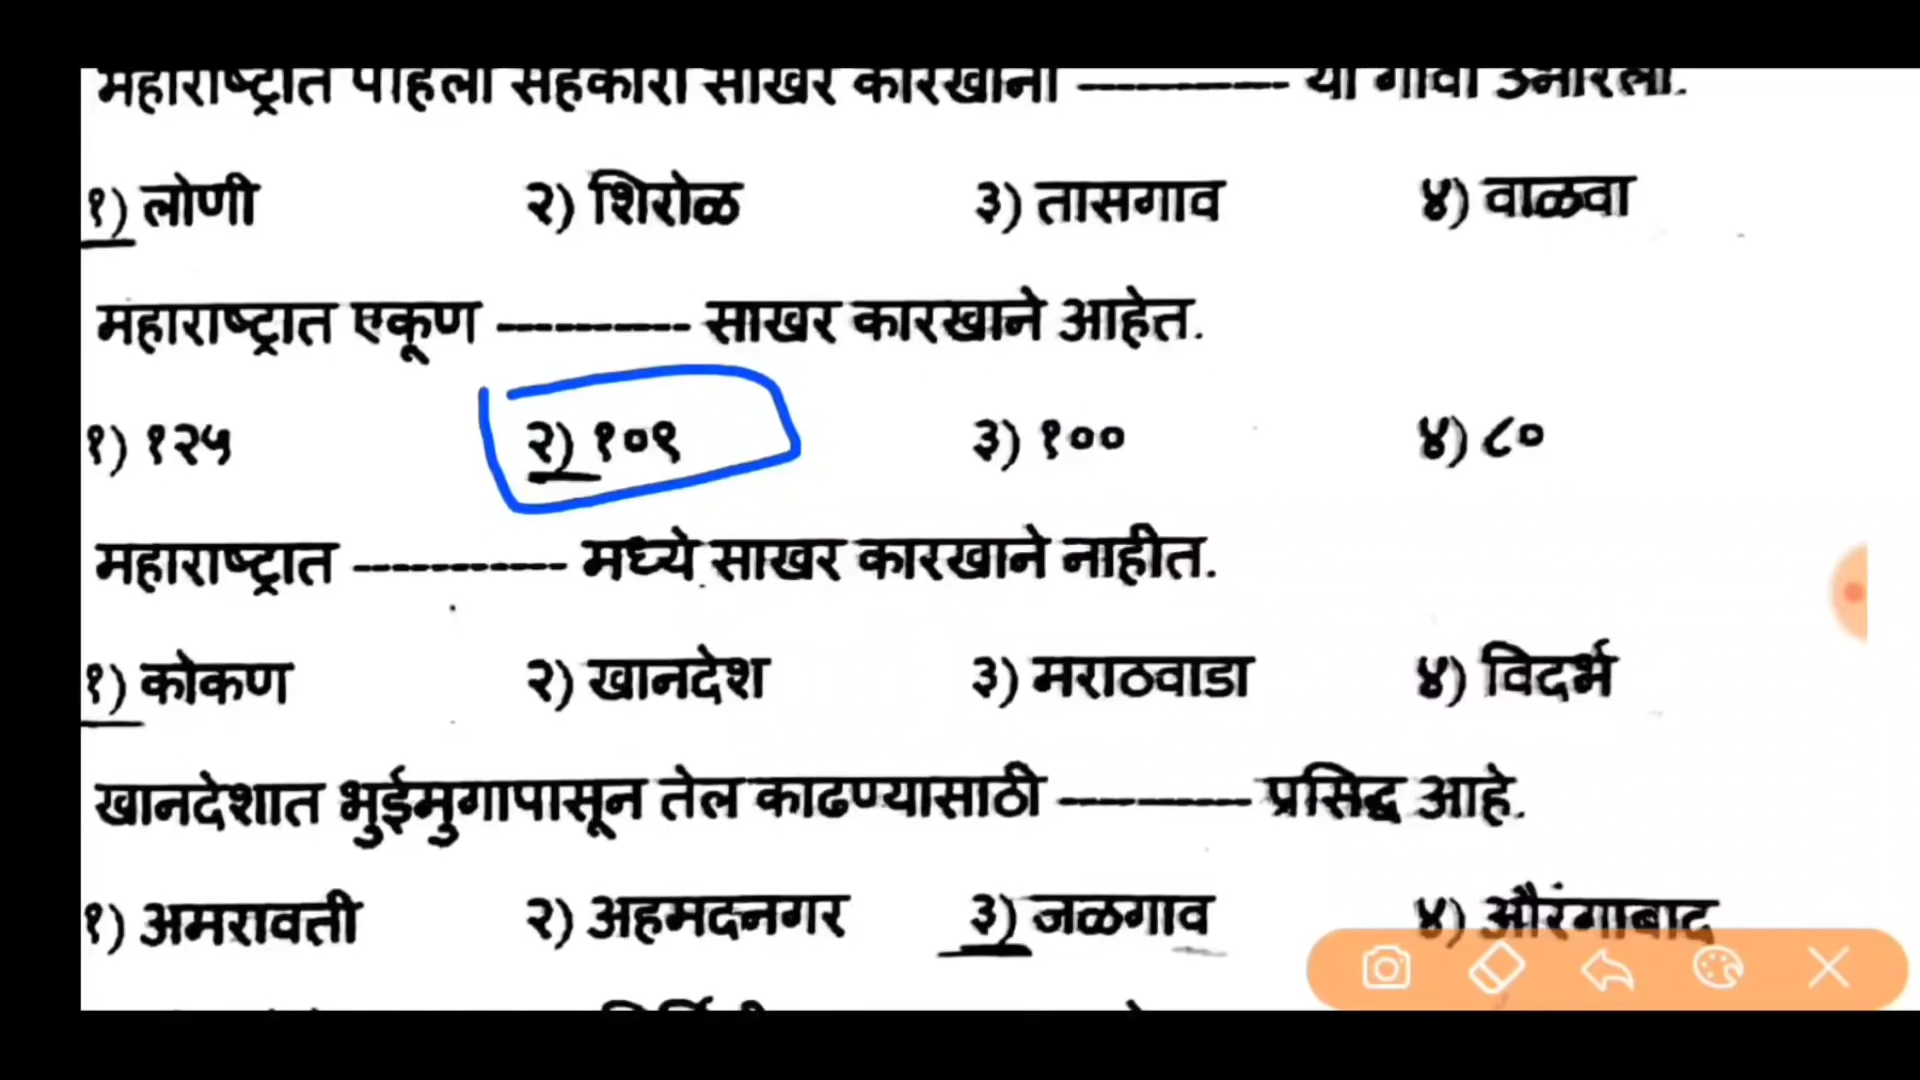 महाराष्ट्रात पहिला सहकारी साखर कारखाना ---------- या गावी उभारला.
१) लोणी २) शिरोळ ३) तासगाव ४) वाळवा
महाराष्ट्रात एकूण ---------- साखर कारखाने आहेत.
१) १२५ २) १०९ ३) १०० ४) ८०
महाराष्ट्रात ----------- मध्ये साखर कारखाने नाहीत.
१) कोकण २) खानदेश ३) मराठवाडा ४) विदर्भ
खानदेशात भुईमुगापासून तेल काढण्यासाठी ---------- प्रसिद्ध आहे.
१) अमरावती २) अहमदनगर ३) जळगाव ४) औरंगाबाद